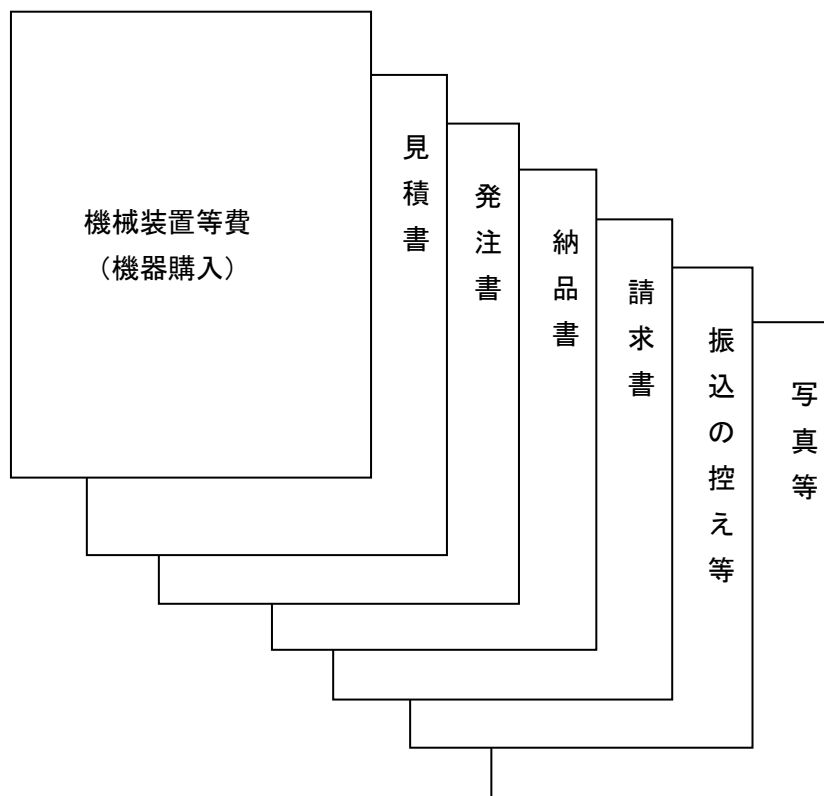 機械装置等費
（機器購入）
見積書
発注書
納品書
請求書
振込の控え等
写真等